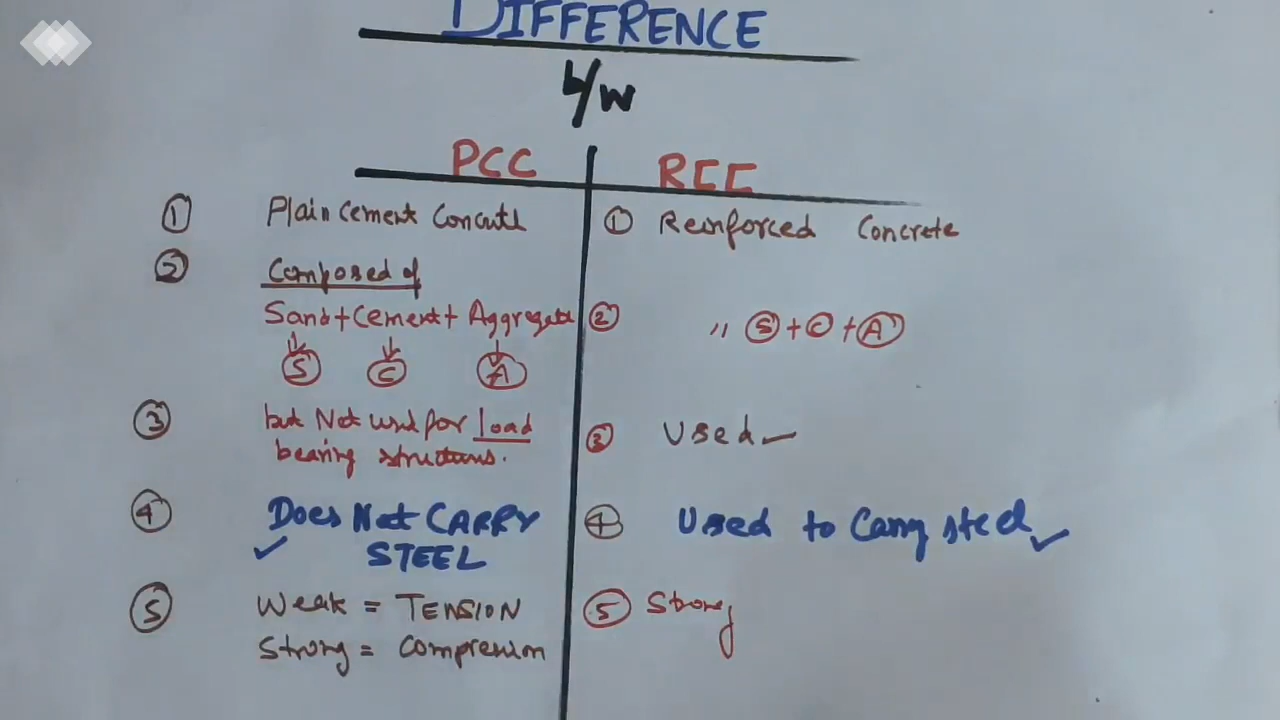 DIFFERENCE
b/w
PCC
RCC
① Plain Cement Concrete
① Reinforced Concrete
② Composed of
Sand+Cement+ Aggregate
② " Ⓢ+Ⓒ+Ⓐ
Ⓢ Ⓒ Ⓐ
③ but Not used for load
bearing structures.
③ Used
④ Does Not CARRY
STEEL
④ Used to Carry steel
⑤ Weak = TENSION
Strong = Compression
⑤ Strong